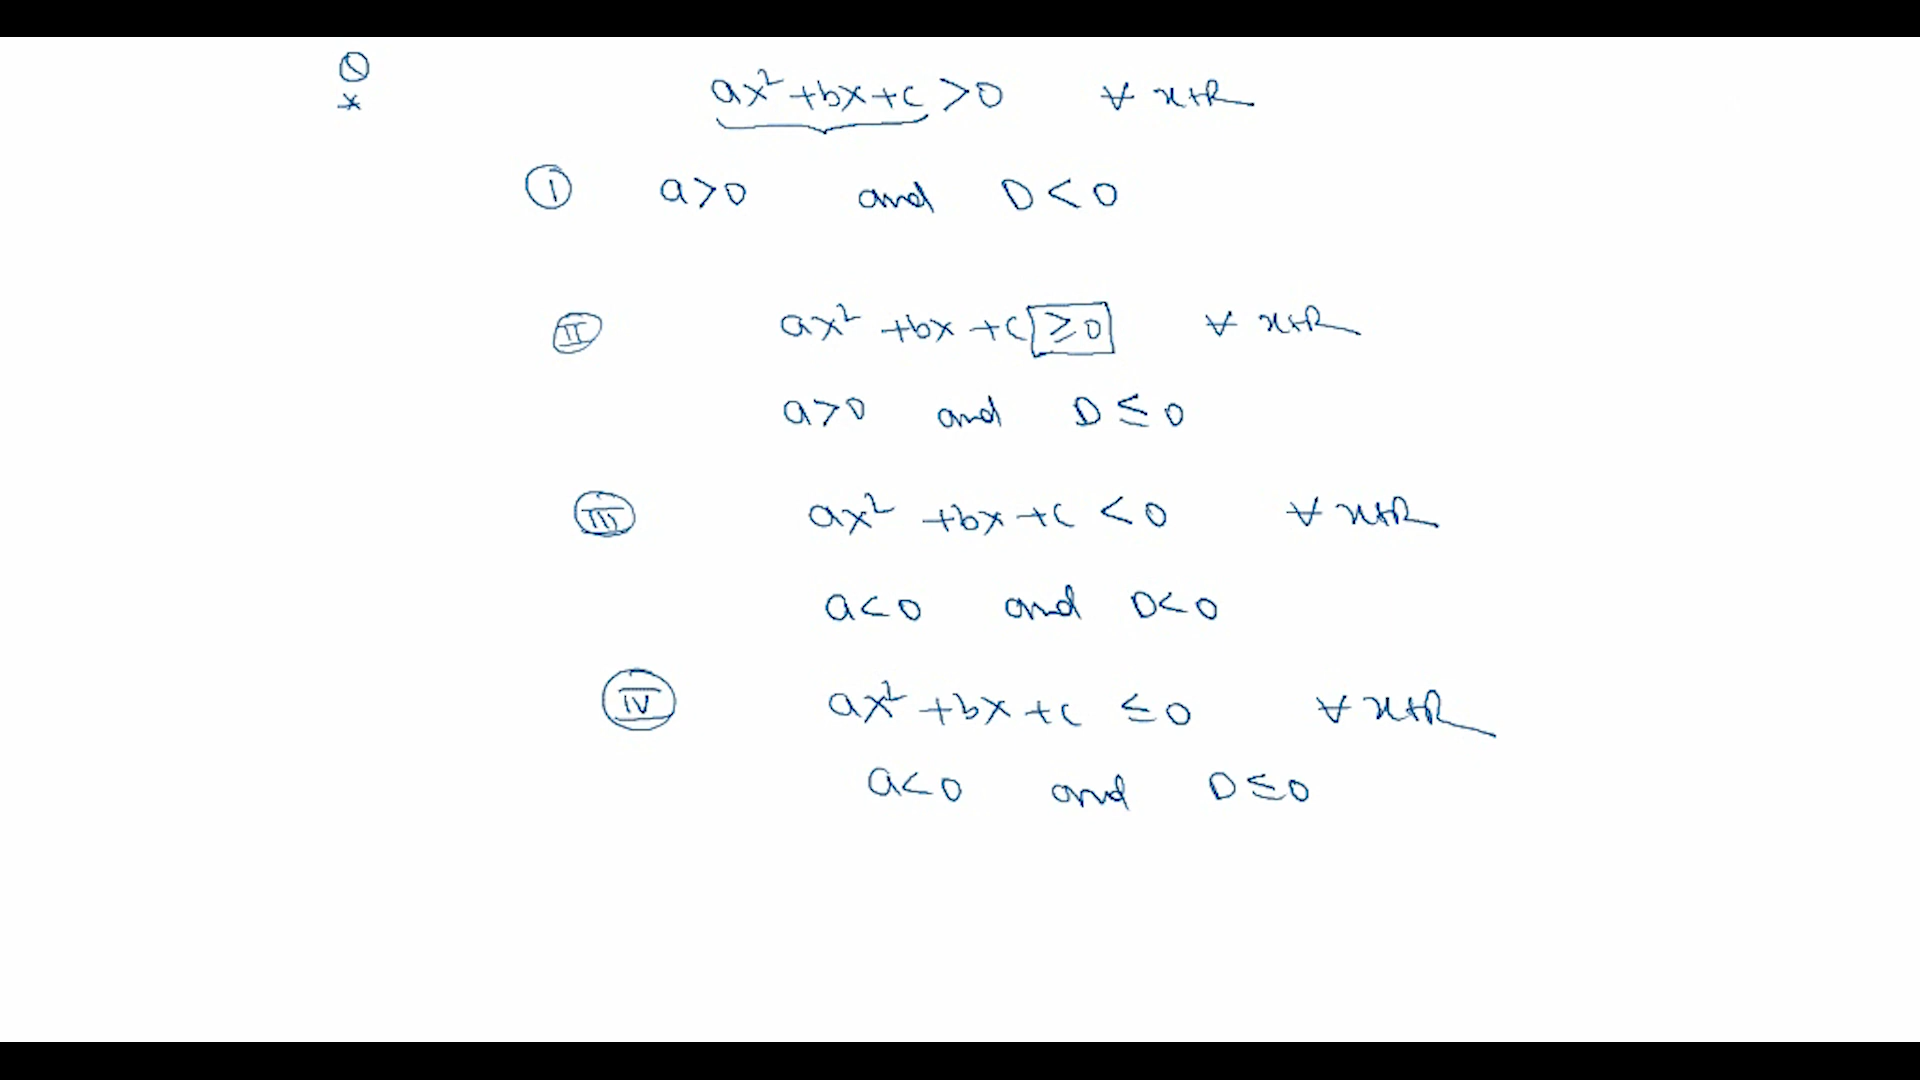 *
ax² + bx + c > 0 ∀ x ∈ R
① a > 0 and D < 0
Ⅱ ax² + bx + c ≥ 0 ∀ x ∈ R
a > 0 and D ≤ 0
Ⅲ ax² + bx + c < 0 ∀ x ∈ R
a < 0 and D < 0
Ⅳ ax² + bx + c ≤ 0 ∀ x ∈ R
a < 0 and D ≤ 0